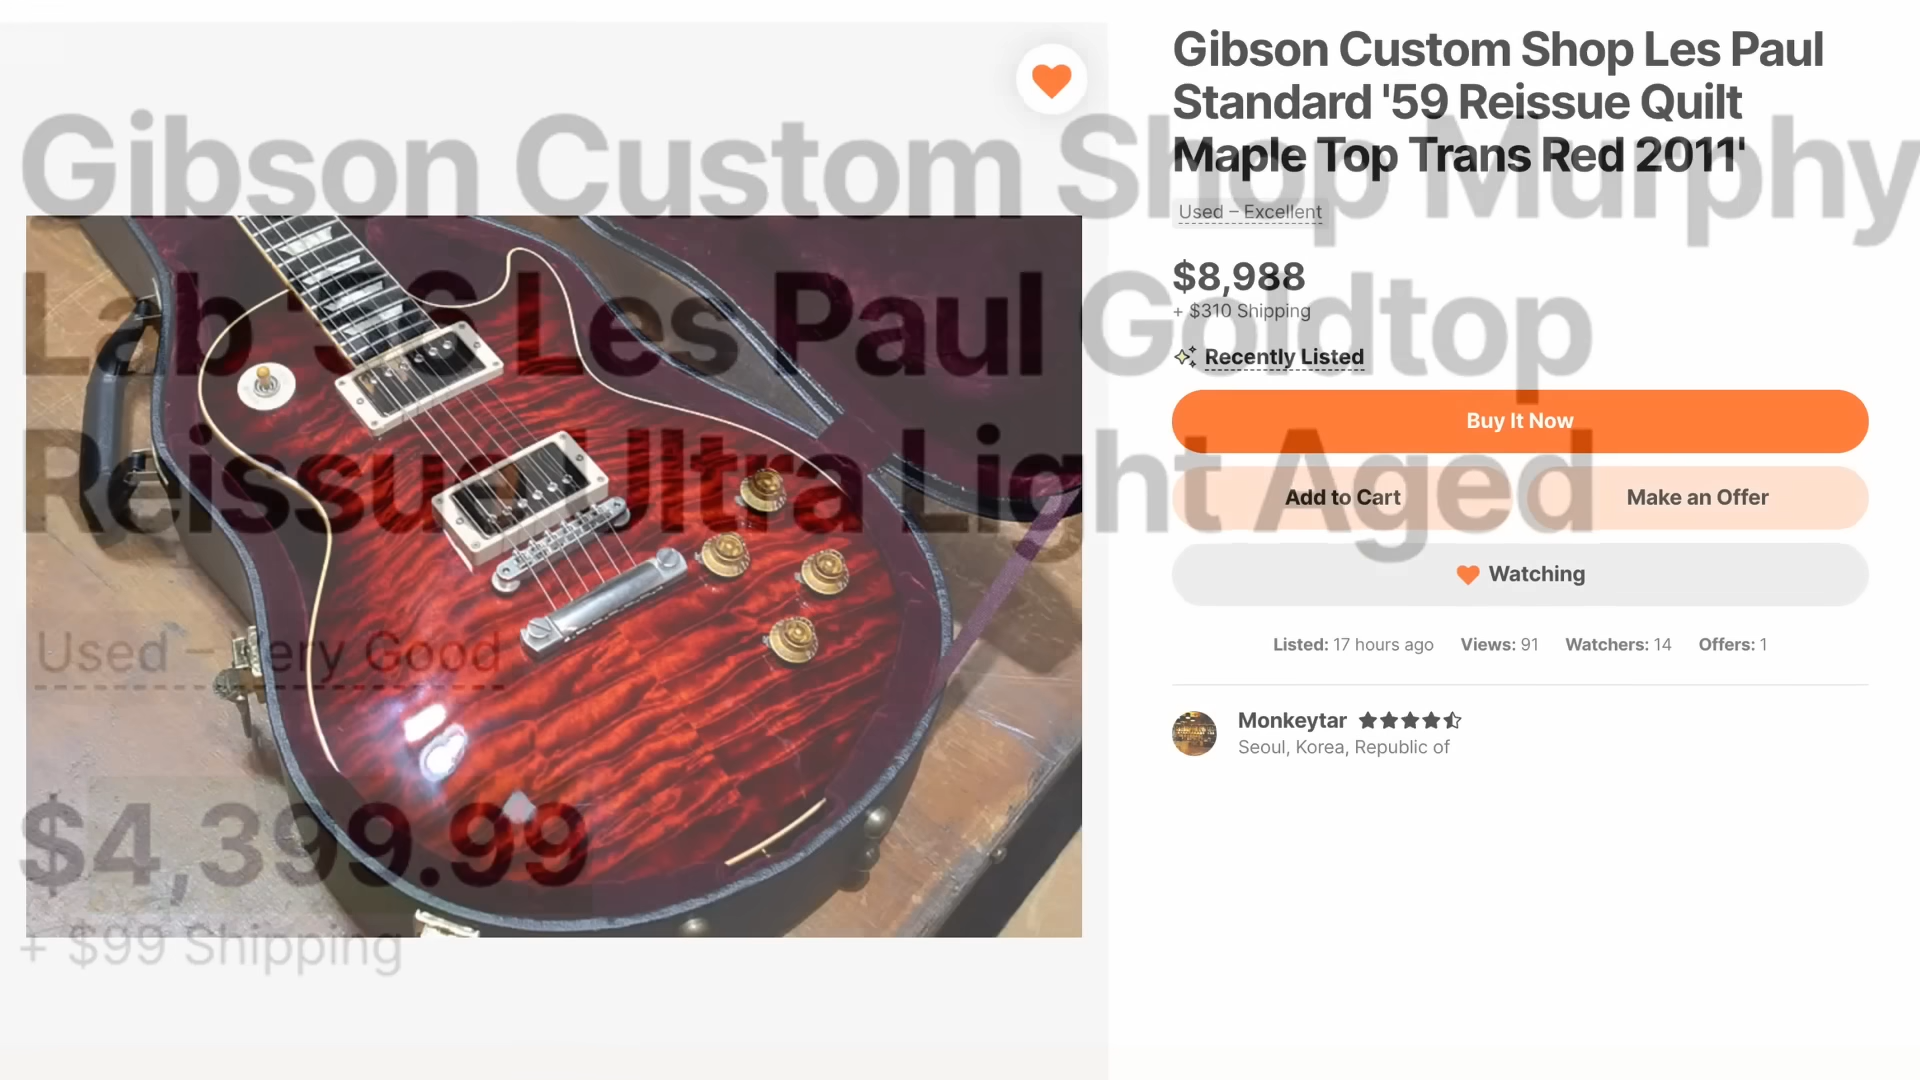 Gibson Custom Shop Les Paul
Standard '59 Reissue Quilt
Maple Top Trans Red 2011'
Used – Excellent
$8,988
+ $310 Shipping
Recently Listed
Buy It Now
Add to Cart
Make an Offer
Watching
Listed: 17 hours ago Views: 91 Watchers: 14 Offers: 1
Monkeytar
Seoul, Korea, Republic of
Gibson Custom Shop Murphy
Lab '56 Les Paul Goldtop
Reissue Ultra Light Aged
Used – Very Good
$4,399.99
+ $99 Shipping